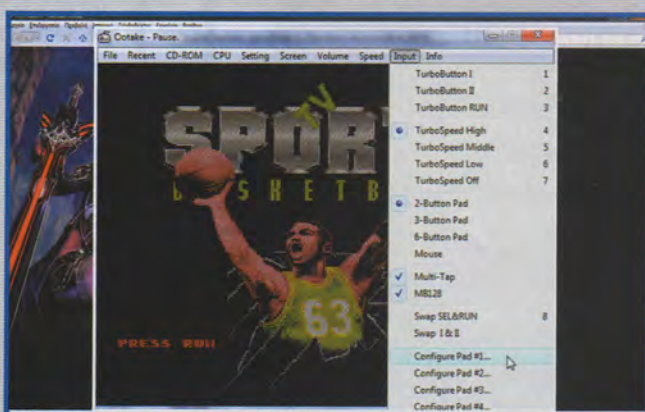 Ootake - Pause.
File Recent CD-ROM CPU Setting Screen Volume Speed Input Info
TurboButton I 1
TurboButton II 2
TurboButton RUN 3
TurboSpeed High 4
TurboSpeed Middle 5
TurboSpeed Low 6
TurboSpeed Off 7
2-Button Pad
3-Button Pad
6-Button Pad
Mouse
Multi-Tap
MB128
Swap SEL&RUN 8
Swap I & II
Configure Pad #1...
Configure Pad #2...
Configure Pad #3...
Configure Pad #4...
TV
SPOR
B SKETB
63
PRESS RUN